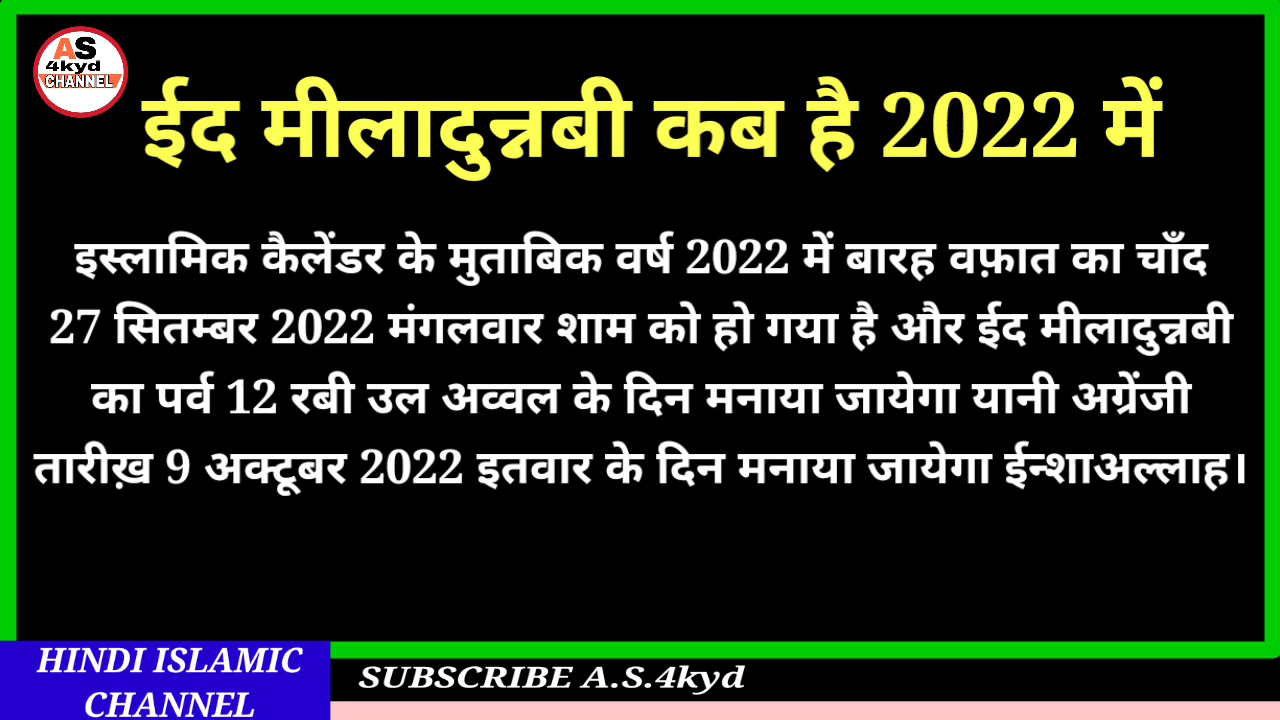 AS
4kyd
CHANNEL
ईद मीलादुन्नबी कब है 2022 में
इस्लामिक कैलेंडर के मुताबिक वर्ष 2022 में बारह वफ़ात का चाँद
27 सितम्बर 2022 मंगलवार शाम को हो गया है और ईद मीलादुन्नबी
का पर्व 12 रबी उल अव्वल के दिन मनाया जायेगा यानी अग्रेंजी
तारीख़ 9 अक्टूबर 2022 इतवार के दिन मनाया जायेगा ईन्शाअल्लाह।
HINDI ISLAMIC
CHANNEL
SUBSCRIBE A.S.4kyd